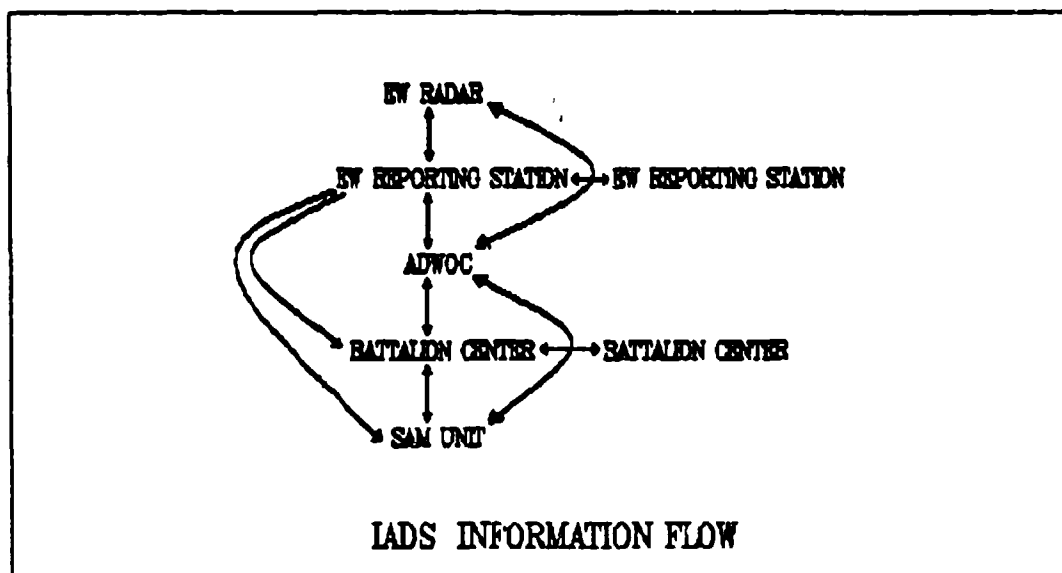 EW RADAR
EW REPORTING STATION EW REPORTING STATION
ADWOC
BATTALION CENTER BATTALION CENTER
SAM UNIT
IADS INFORMATION FLOW